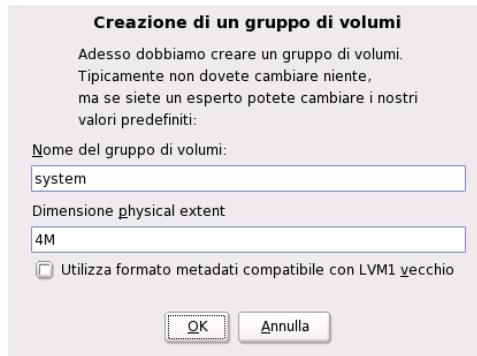 Creazione di un gruppo di volumi
Adesso dobbiamo creare un gruppo di volumi.
Tipicamente non dovete cambiare niente,
ma se siete un esperto potete cambiare i nostri
valori predefiniti:
Nome del gruppo di volumi:
system
Dimensione physical extent
4M
Utilizza formato metadati compatibile con LVM1 vecchio
OK Annulla